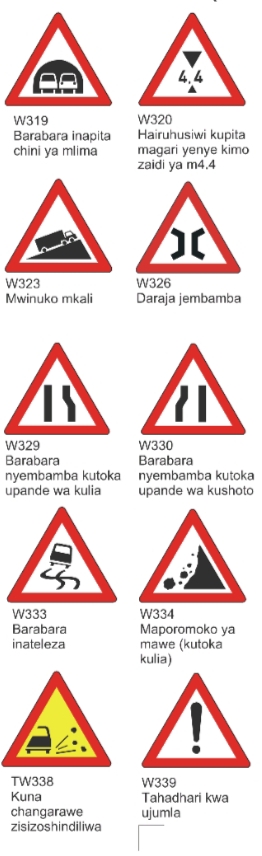 W319
Barabara inapita
chini ya mlima
4.4
W320
Hairuhusiwi kupita
magari yenye kimo
zaidi ya m4.4
W323
Mwinuko mkali
W326
Daraja jembamba
W329
Barabara
nyembamba kutoka
upande wa kulia
W330
Barabara
nyembamba kutoka
upande wa kushoto
W333
Barabara
inateleza
W334
Maporomoko ya
mawe (kutoka
kulia)
TW338
Kuna
changarawe
zisizoshindiliwa
W339
Tahadhari kwa
ujumla